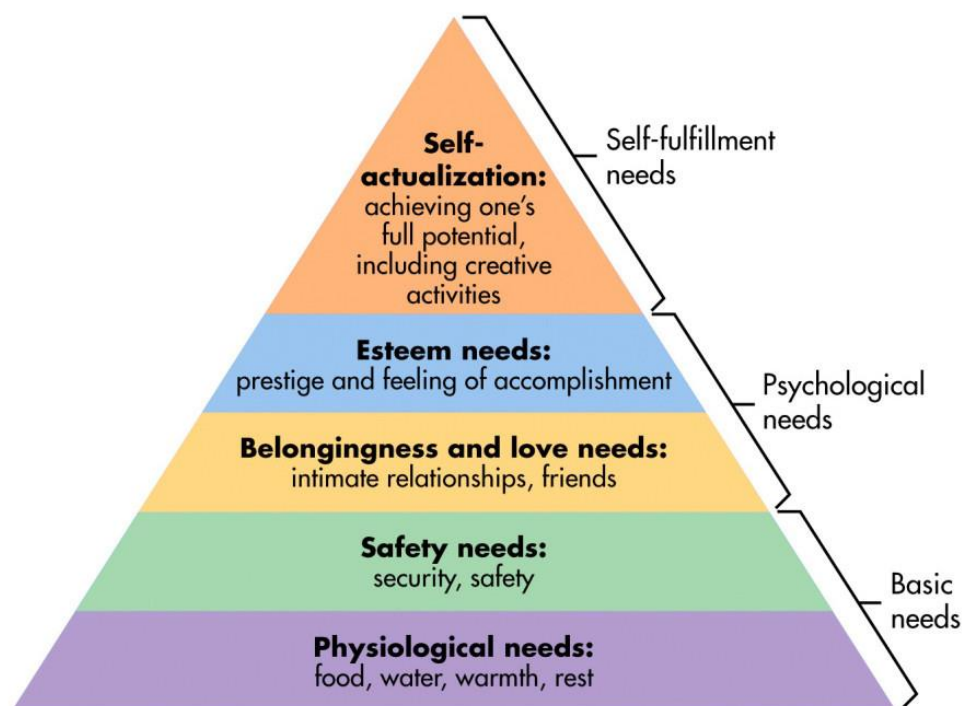 Self-
actualization:
achieving one's
full potential,
including creative
activities
Self-fulfillment
needs
Esteem needs:
prestige and feeling of accomplishment
Psychological
needs
Belongingness and love needs:
intimate relationships, friends
Safety needs:
security, safety
Basic
needs
Physiological needs:
food, water, warmth, rest